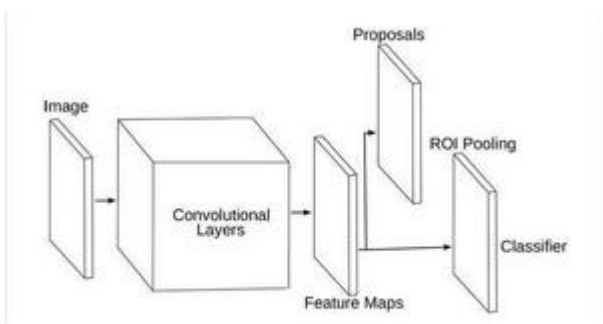 Proposals
Image
ROI Pooling
Convolutional
Layers
Classifier
Feature Maps